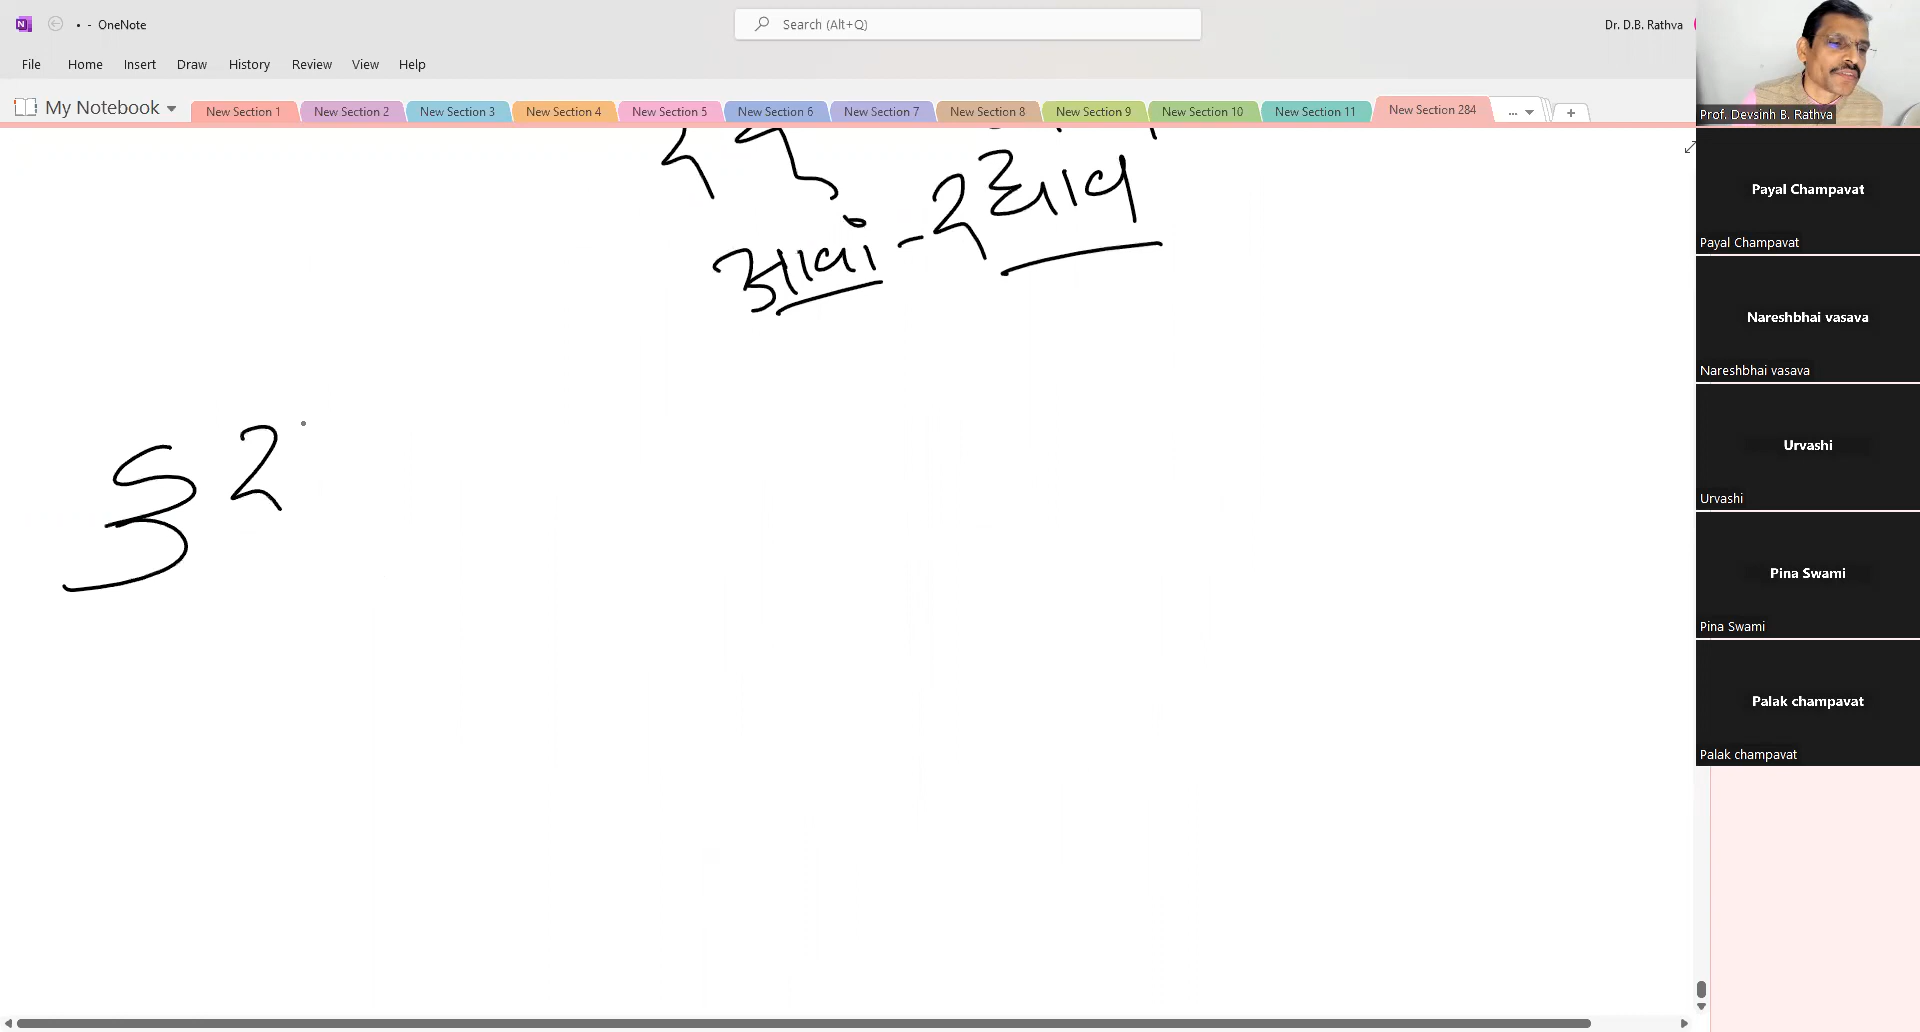 • - OneNote
Search (Alt+Q)
Dr. D.B. Rathva
File Home Insert Draw History Review View Help
My Notebook
New Section 1 New Section 2 New Section 3 New Section 4 New Section 5 New Section 6 New Section 7 New Section 8 New Section 9 New Section 10 New Section 11 New Section 284 ... +
Prof. Devsinh B. Rathva
Payal Champavat
Payal Champavat
Nareshbhai vasava
Nareshbhai vasava
Urvashi
Urvashi
Pina Swami
Pina Swami
Palak champavat
Palak champavat